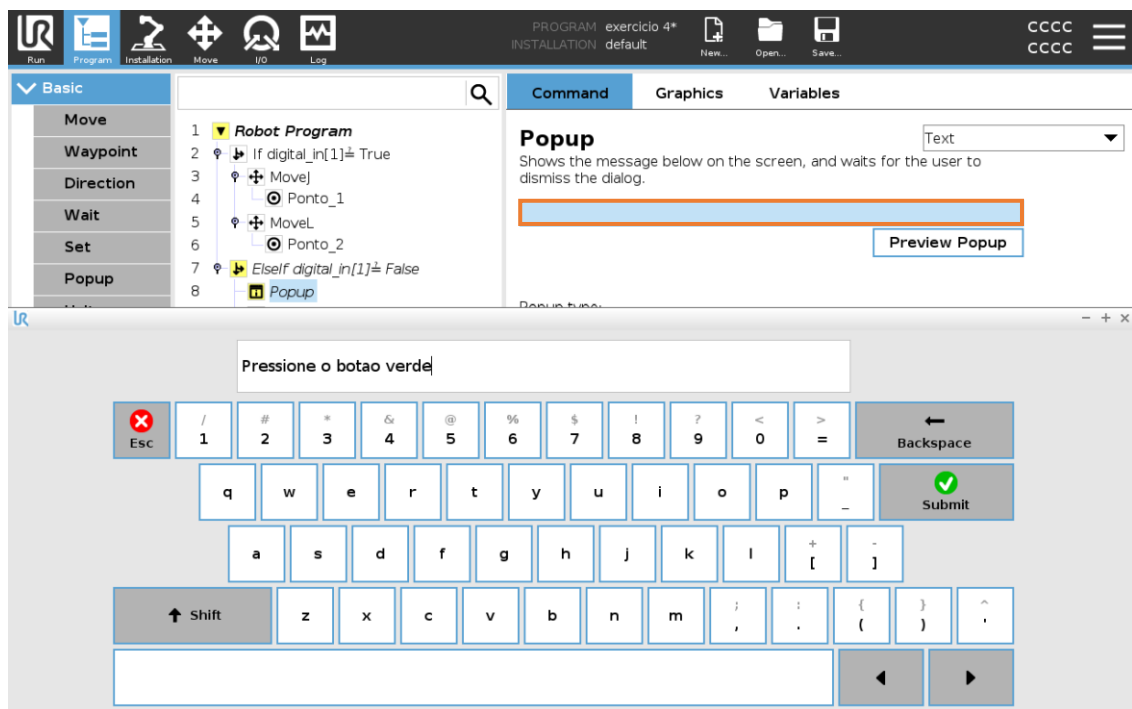 UR
Run
Program
Installation
Move
I/O
Log
PROGRAM exercicio 4*
INSTALLATION default
New...
Open...
Save...
CCCC
CCCC
Basic
Move
Waypoint
Direction
Wait
Set
Popup
1 Robot Program
2 If digital_in[1]≟ True
3 MoveJ
4 Ponto_1
5 MoveL
6 Ponto_2
7 ElseIf digital_in[1]≟ False
8 Popup
Command Graphics Variables
Popup
Text
Shows the message below on the screen, and waits for the user to
dismiss the dialog.
Preview Popup
Popup type:
UR
- + ×
Pressione o botao verde
Esc
/ # * & @ % $ ! ? < >
1 2 3 4 5 6 7 8 9 0 =
Backspace
q w e r t y u i o p " _
Submit
a s d f g h j k l + [ - ]
Shift
z x c v b n m ; , : . { ( } ) ^ '